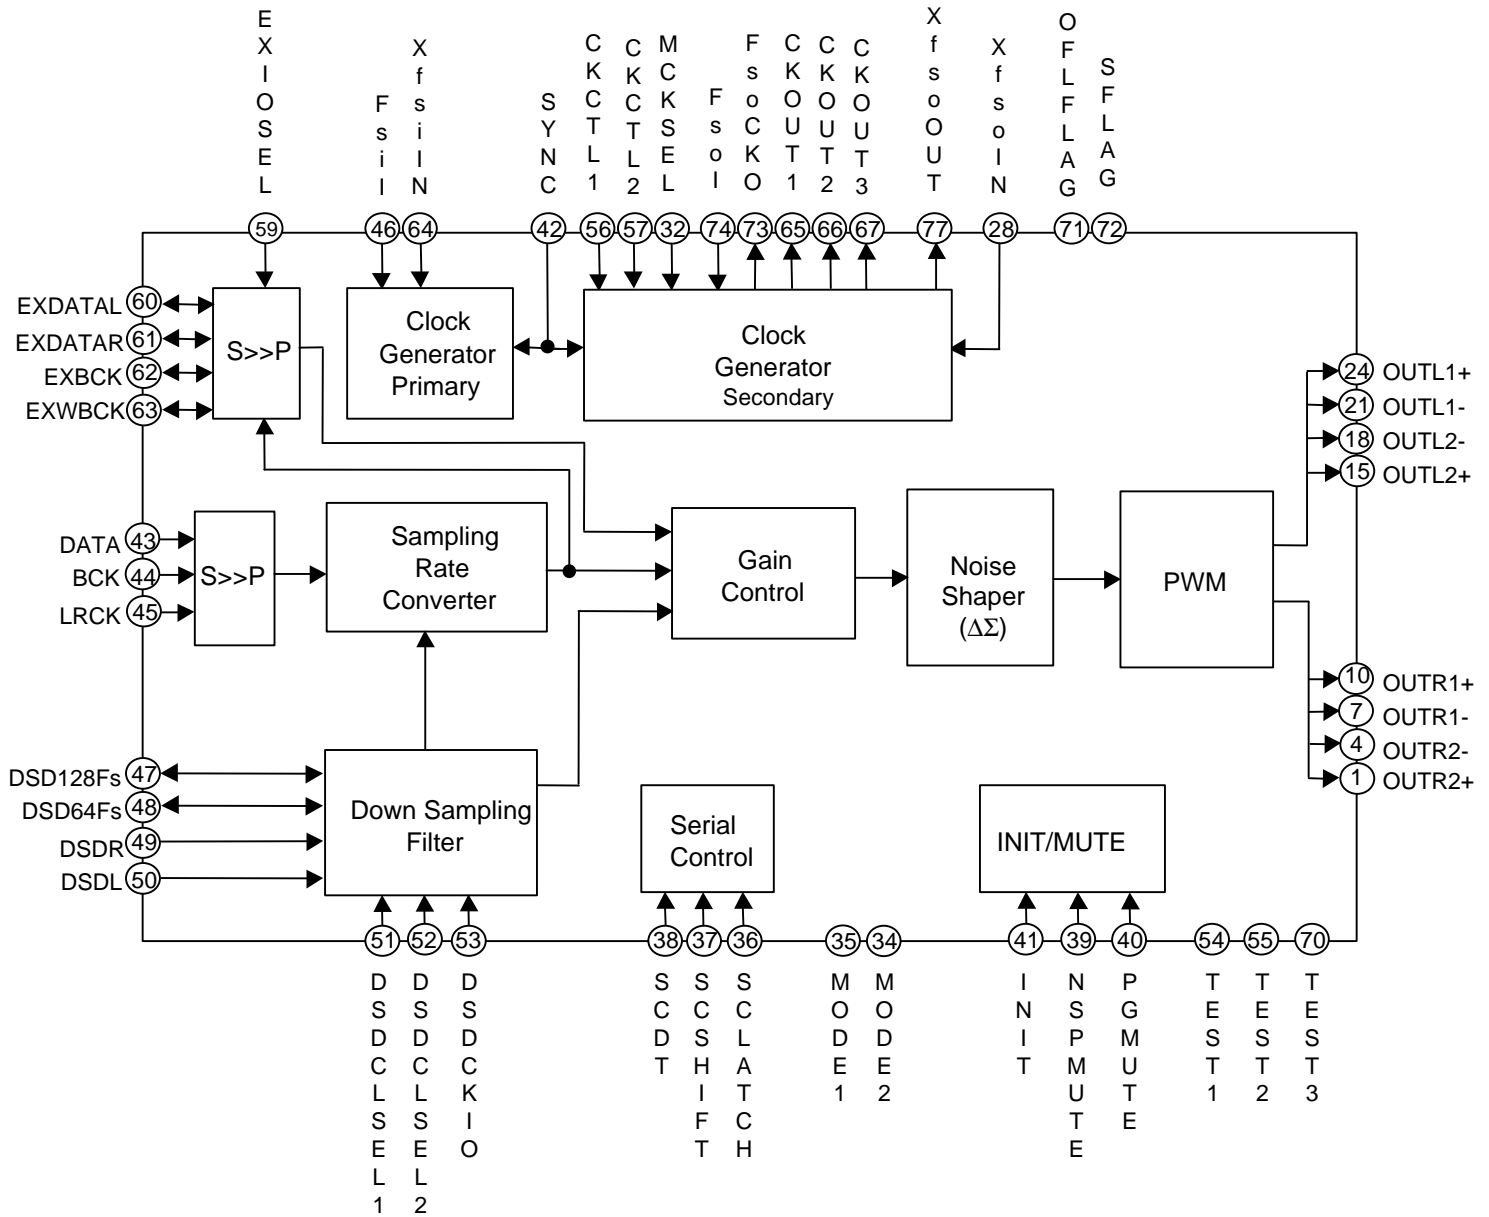 EXIOSEL
FsiI
XfsiIN
SYNC
CKCTL1
CKCTL2
MCKSEL
FsoI
FsoCKO
CKOUT1
CKOUT2
CKOUT3
XfsoOUT
XfsoIN
OFLFLAG
SFLAG
59
46
64
42
56
57
32
74
73
65
66
67
77
28
71
72
EXDATAL 60
EXDATAR 61
EXBCK 62
EXWBCK 63
S>>P
Clock
Generator
Primary
Clock
Generator
Secondary
24 OUTL1+
21 OUTL1-
18 OUTL2-
15 OUTL2+
DATA 43
BCK 44
LRCK 45
S>>P
Sampling
Rate
Converter
Gain
Control
Noise
Shaper
(ΔΣ)
PWM
10 OUTR1+
7 OUTR1-
4 OUTR2-
1 OUTR2+
DSD128Fs 47
DSD64Fs 48
DSDR 49
DSDL 50
Down Sampling
Filter
Serial
Control
INIT/MUTE
51
52
53
38
37
36
35
34
41
39
40
54
55
70
DSDCLSEL1
DSDCLSEL2
DSDCKIO
SCDT
SCSHIFT
SCLATCH
MODE1
MODE2
INIT
NSPMUTE
PGMUTE
TEST1
TEST2
TEST3